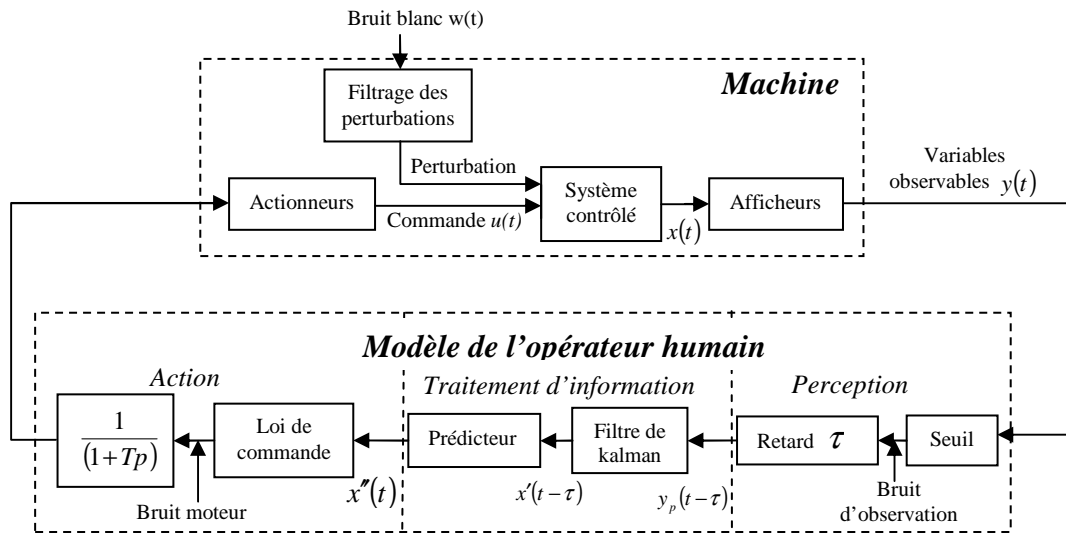 Bruit blanc w(t)
Machine
Filtrage des
perturbations
Perturbation
Variables
observables y(t)
Actionneurs
Commande u(t)
Système
contrôlé
x(t)
Afficheurs
Modèle de l'opérateur humain
Action
Traitement d'information
Perception
1
(1+Tp)
Loi de
commande
Prédicteur
Filtre de
kalman
Retard τ
Seuil
Bruit moteur
x″(t)
x′(t−τ)
y_p(t−τ)
Bruit
d'observation